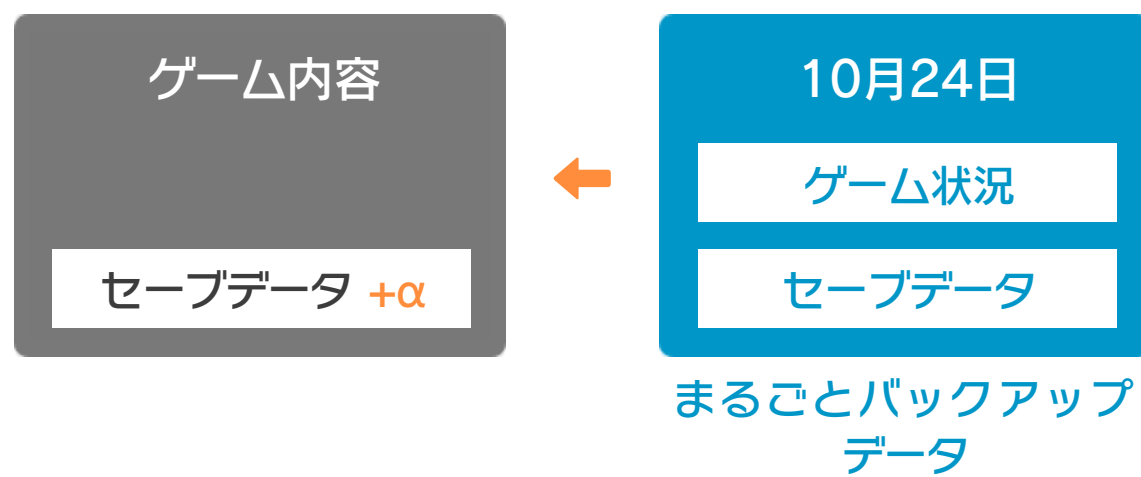 ゲーム内容
セーブデータ +α
10月24日
ゲーム状況
セーブデータ
まるごとバックアップ
データ